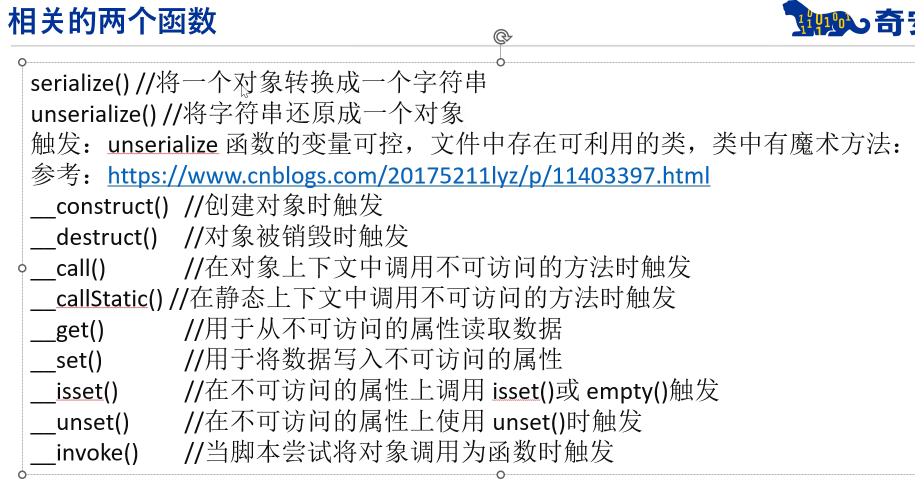 相关的两个函数
奇安
serialize() //将一个对象转换成一个字符串
unserialize() //将字符串还原成一个对象
触发：unserialize 函数的变量可控，文件中存在可利用的类，类中有魔术方法：
参考：https://www.cnblogs.com/20175211lyz/p/11403397.html
__construct() //创建对象时触发
__destruct() //对象被销毁时触发
__call() //在对象上下文中调用不可访问的方法时触发
__callStatic() //在静态上下文中调用不可访问的方法时触发
__get() //用于从不可访问的属性读取数据
__set() //用于将数据写入不可访问的属性
__isset() //在不可访问的属性上调用 isset()或 empty()触发
__unset() //在不可访问的属性上使用 unset()时触发
__invoke() //当脚本尝试将对象调用为函数时触发